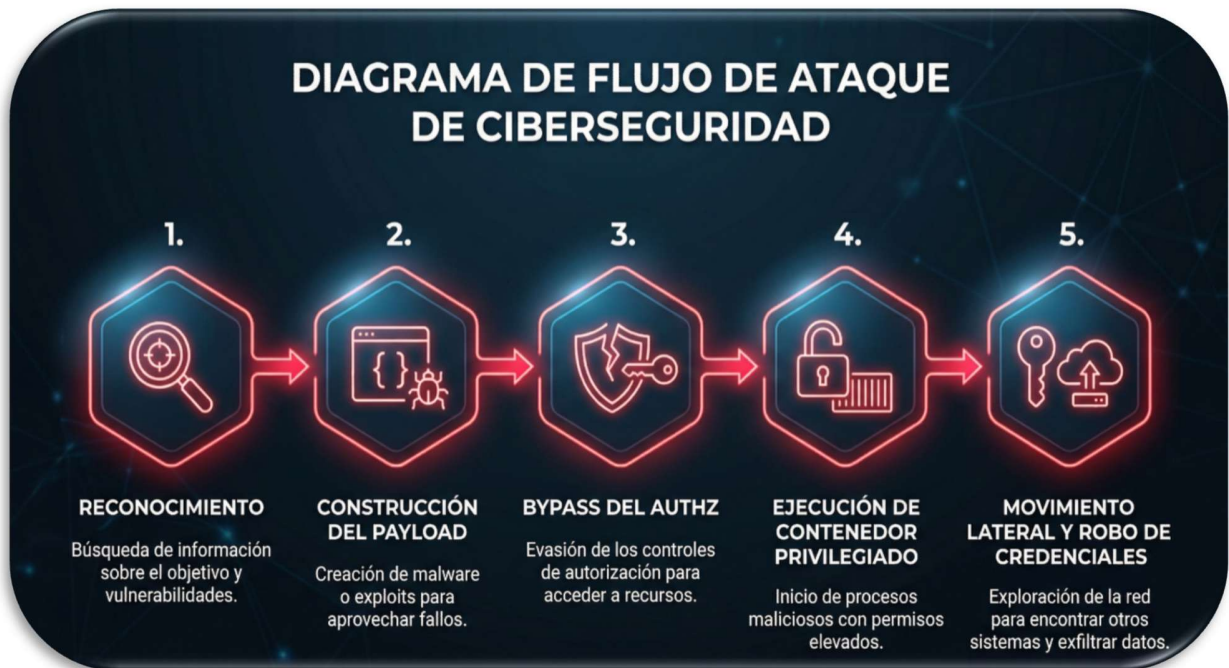 DIAGRAMA DE FLUJO DE ATAQUE
DE CIBERSEGURIDAD
1.
RECONOCIMIENTO
Búsqueda de información
sobre el objetivo y
vulnerabilidades.
2.
CONSTRUCCIÓN
DEL PAYLOAD
Creación de malware
o exploits para
aprovechar fallos.
3.
BYPASS DEL AUTHZ
Evasión de los controles
de autorización para
acceder a recursos.
4.
EJECUCIÓN DE
CONTENEDOR
PRIVILEGIADO
Inicio de procesos
maliciosos con permisos
elevados.
5.
MOVIMIENTO
LATERAL Y ROBO DE
CREDENCIALES
Exploración de la red
para encontrar otros
sistemas y exfiltrar datos.